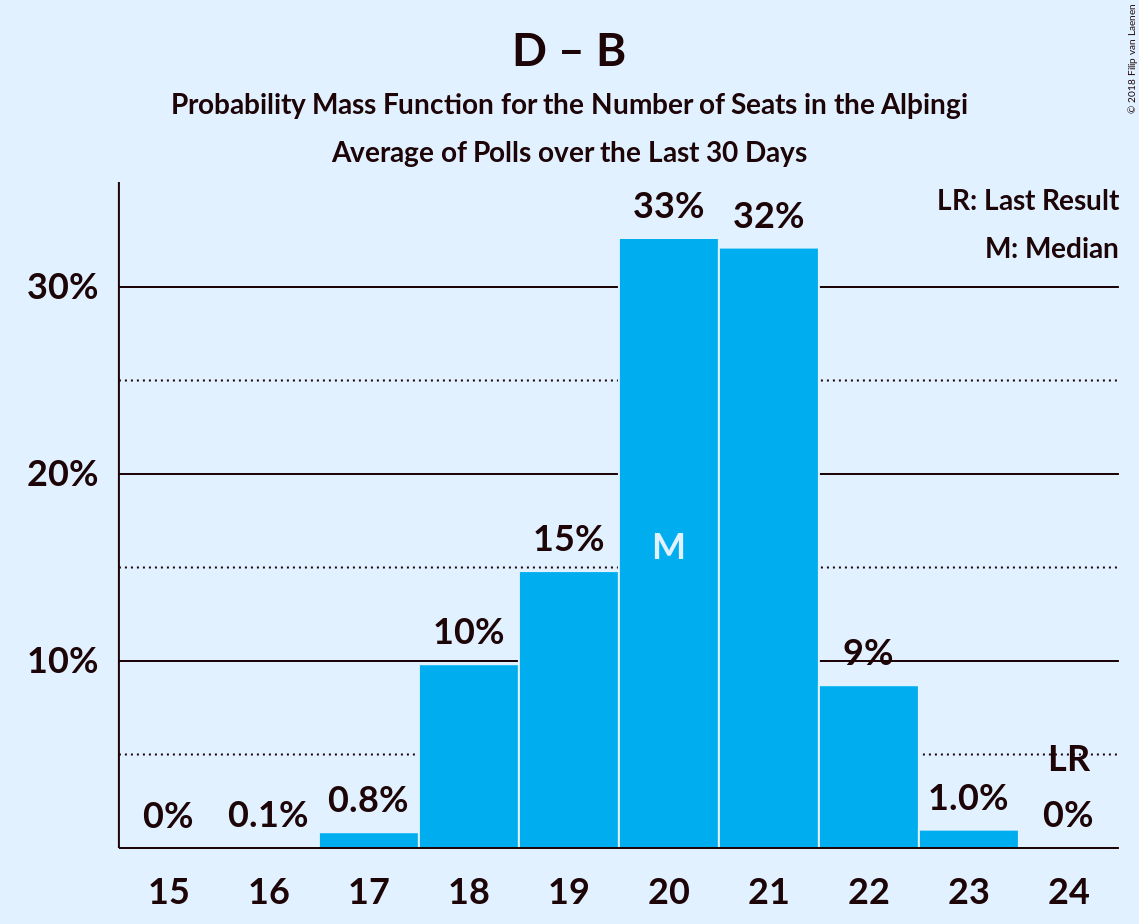 D – B
Probability Mass Function for the Number of Seats in the Alþingi
Average of Polls over the Last 30 Days
© 2018 Filip van Laenen
LR: Last Result
M: Median
30%
20%
10%
0%
0.1%
0.8%
10%
15%
33%
32%
9%
1.0%
0%
M
LR
15 16 17 18 19 20 21 22 23 24